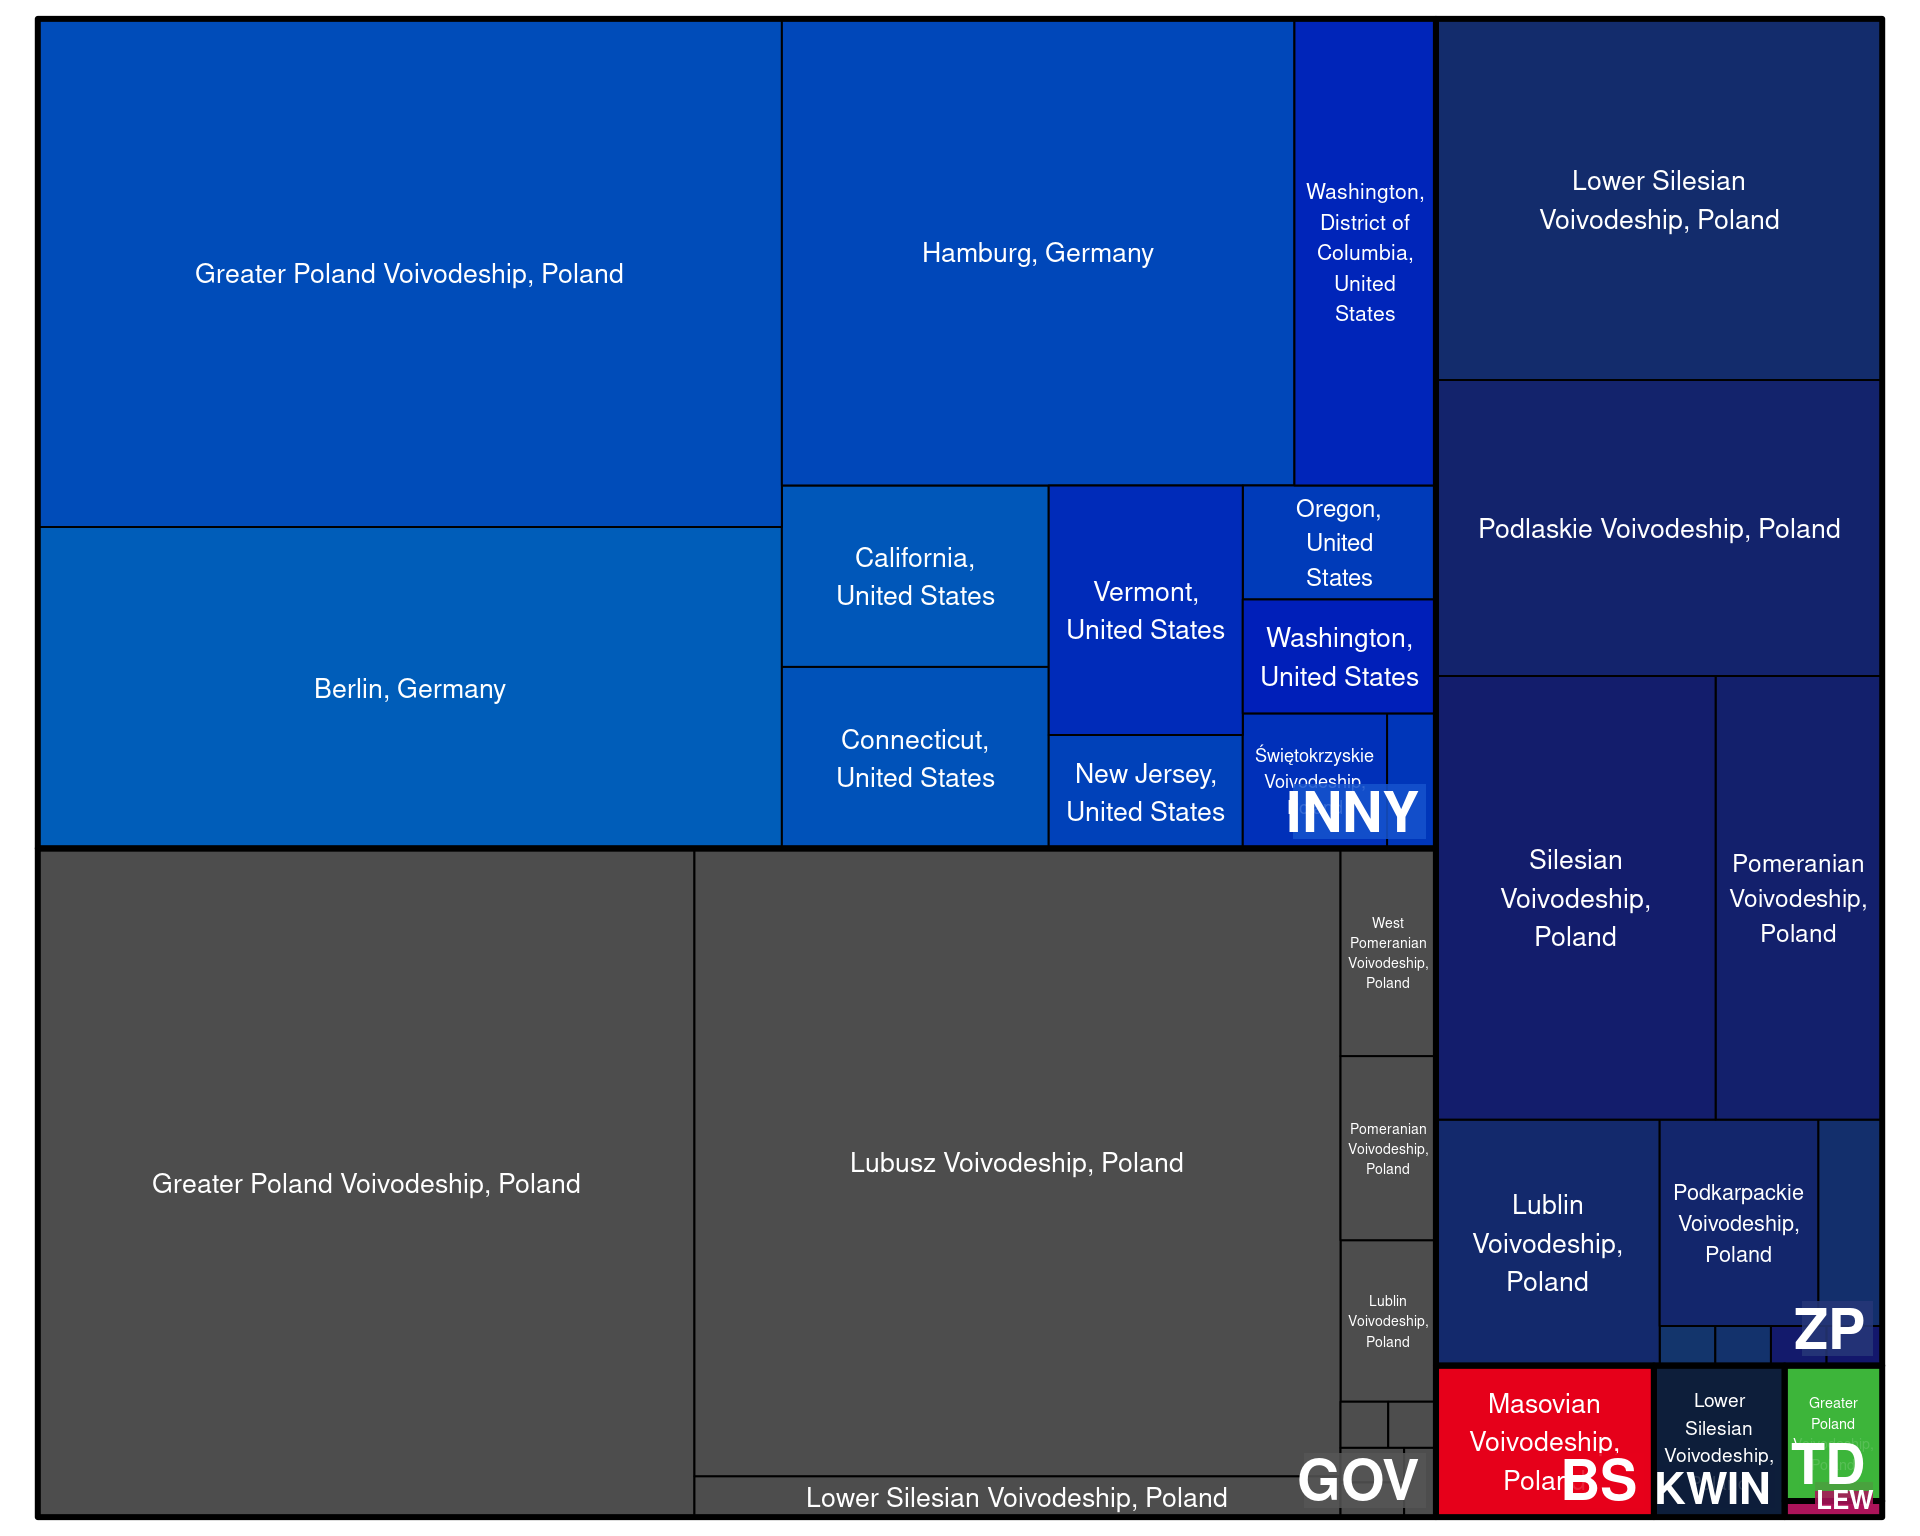 Greater Poland Voivodeship, Poland
Berlin, Germany
Hamburg, Germany
Washington,
District of
Columbia,
United
States
California,
United States
Connecticut,
United States
Vermont,
United States
New Jersey,
United States
Oregon,
United
States
Washington,
United States
Świętokrzyskie
Voivodeship,
INNY
Greater Poland Voivodeship, Poland
Lubusz Voivodeship, Poland
Lower Silesian Voivodeship, Poland
West
Pomeranian
Voivodeship,
Poland
Pomeranian
Voivodeship,
Poland
Lublin
Voivodeship,
Poland
GOV
Lower Silesian
Voivodeship, Poland
Podlaskie Voivodeship, Poland
Silesian
Voivodeship,
Poland
Pomeranian
Voivodeship,
Poland
Lublin
Voivodeship,
Poland
Podkarpackie
Voivodeship,
Poland
ZP
Masovian
Voivodeship,
Poland
BS
Lower
Silesian
Voivodeship,
KWIN
Greater
Poland
TD
LEW